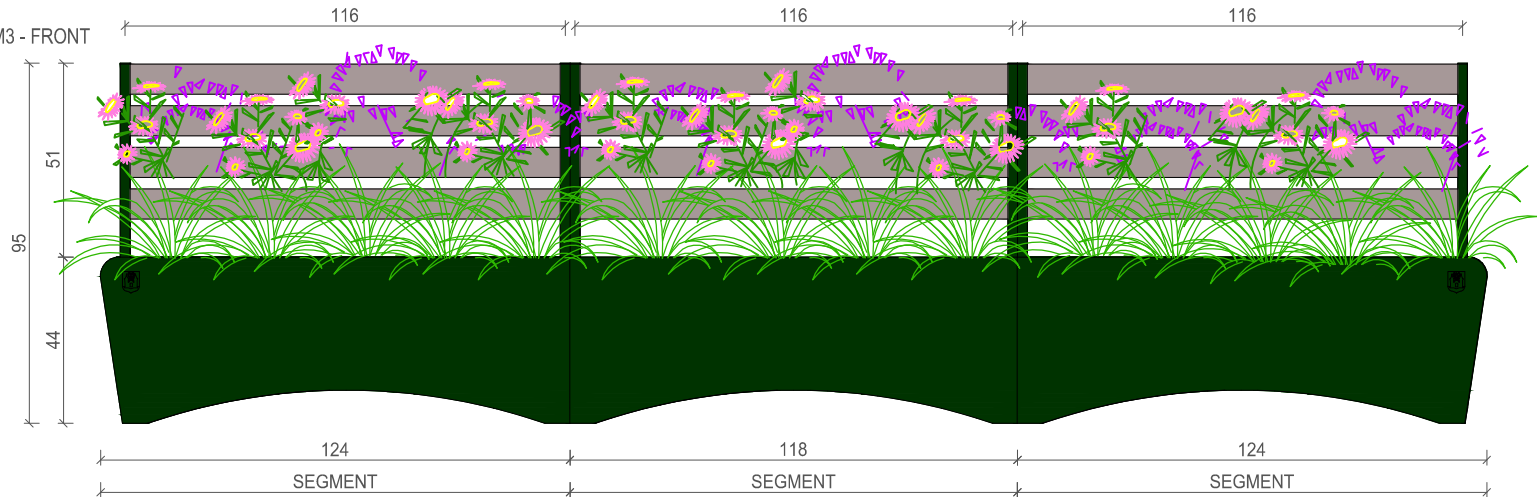 116 116 116
M3 - FRONT
51
95
44
124 118 124
SEGMENT SEGMENT SEGMENT